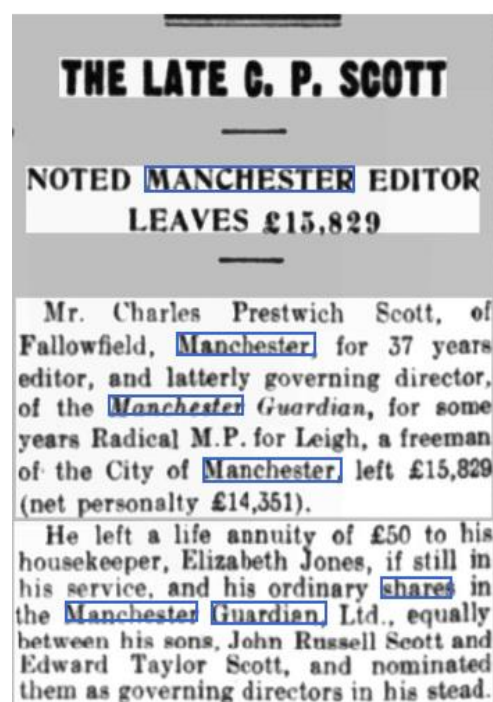 THE LATE C. P. SCOTT
NOTED MANCHESTER EDITOR
LEAVES £15,829
Mr. Charles Prestwich Scott, of
Fallowfield, Manchester, for 37 years
editor, and latterly governing director,
of the Manchester Guardian, for some
years Radical M.P. for Leigh, a freeman
of the City of Manchester, left £15,829
(net personalty £14,351).
He left a life annuity of £50 to his
housekeeper, Elizabeth Jones, if still in
his service, and his ordinary shares in
the Manchester Guardian, Ltd., equally
between his sons, John Russell Scott and
Edward Taylor Scott, and nominated
them as governing directors in his stead.